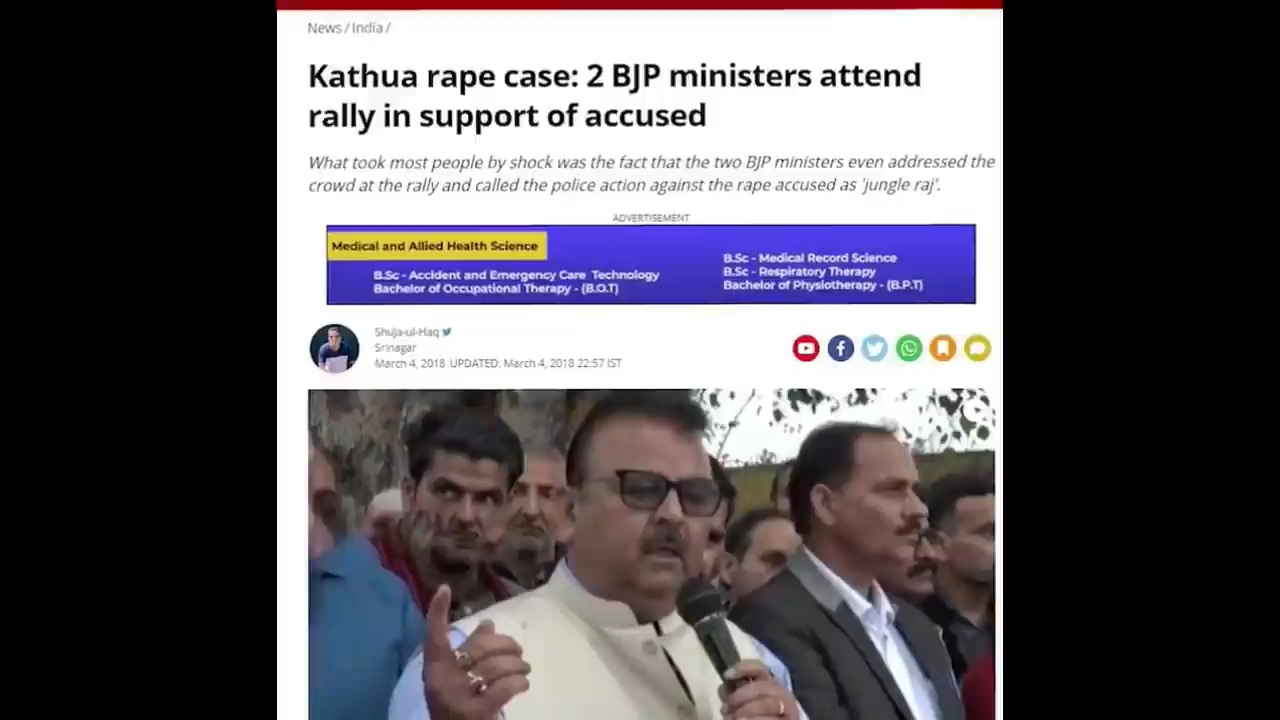 News / India /
Kathua rape case: 2 BJP ministers attend
rally in support of accused
What took most people by shock was the fact that the two BJP ministers even addressed the
crowd at the rally and called the police action against the rape accused as 'jungle raj'.
ADVERTISEMENT
Medical and Allied Health Science
B.Sc - Accident and Emergency Care Technology
Bachelor of Occupational Therapy - (B.O.T)
B.Sc - Medical Record Science
B.Sc - Respiratory Therapy
Bachelor of Physiotherapy - (B.P.T)
Shuja-ul-Haq
Srinagar
March 4, 2018 UPDATED: March 4, 2018 22:57 IST